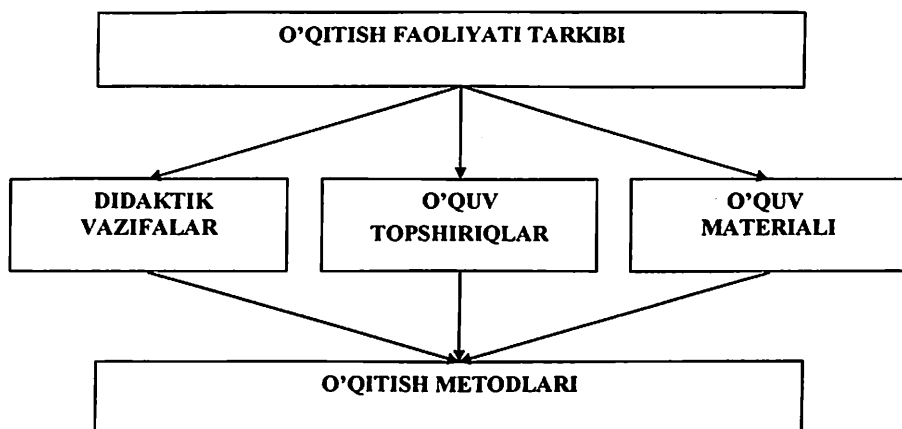 O’QITISH FAOLIYATI TARKIBI
DIDAKTIK
VAZIFALAR
O’QUV
TOPSHIRIQLAR
O’QUV
MATERIALI
O’QITISH METODLARI